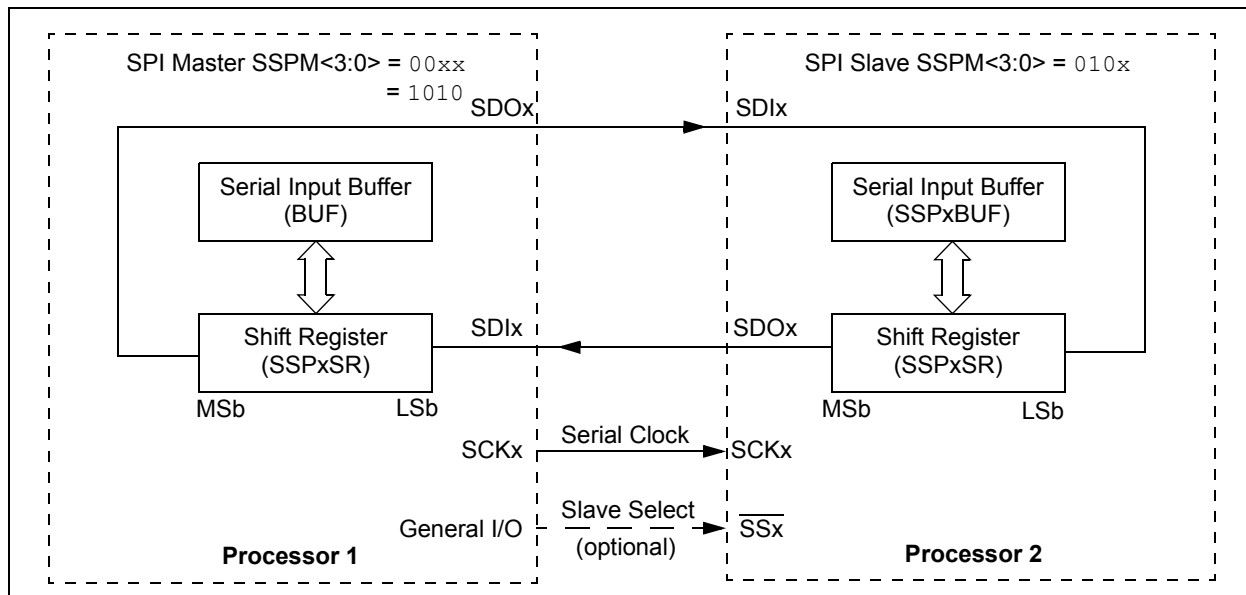 SPI Master SSPM<3:0> = 00xx
= 1010
SDOx
Serial Input Buffer
(BUF)
Shift Register
(SSPxSR)
MSb
LSb
SDIx
SCKx
General I/O
Processor 1
Serial Clock
Slave Select
(optional)
SPI Slave SSPM<3:0> = 010x
SDIx
Serial Input Buffer
(SSPxBUF)
SDOx
Shift Register
(SSPxSR)
MSb
LSb
SCKx
SSx
Processor 2